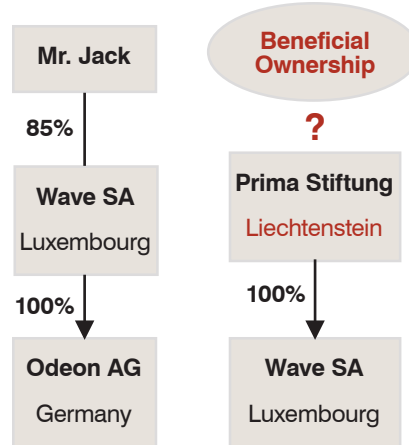 Mr. Jack
85%
Wave SA
Luxembourg
100%
Odeon AG
Germany
Beneficial
Ownership
?
Prima Stiftung
Liechtenstein
100%
Wave SA
Luxembourg